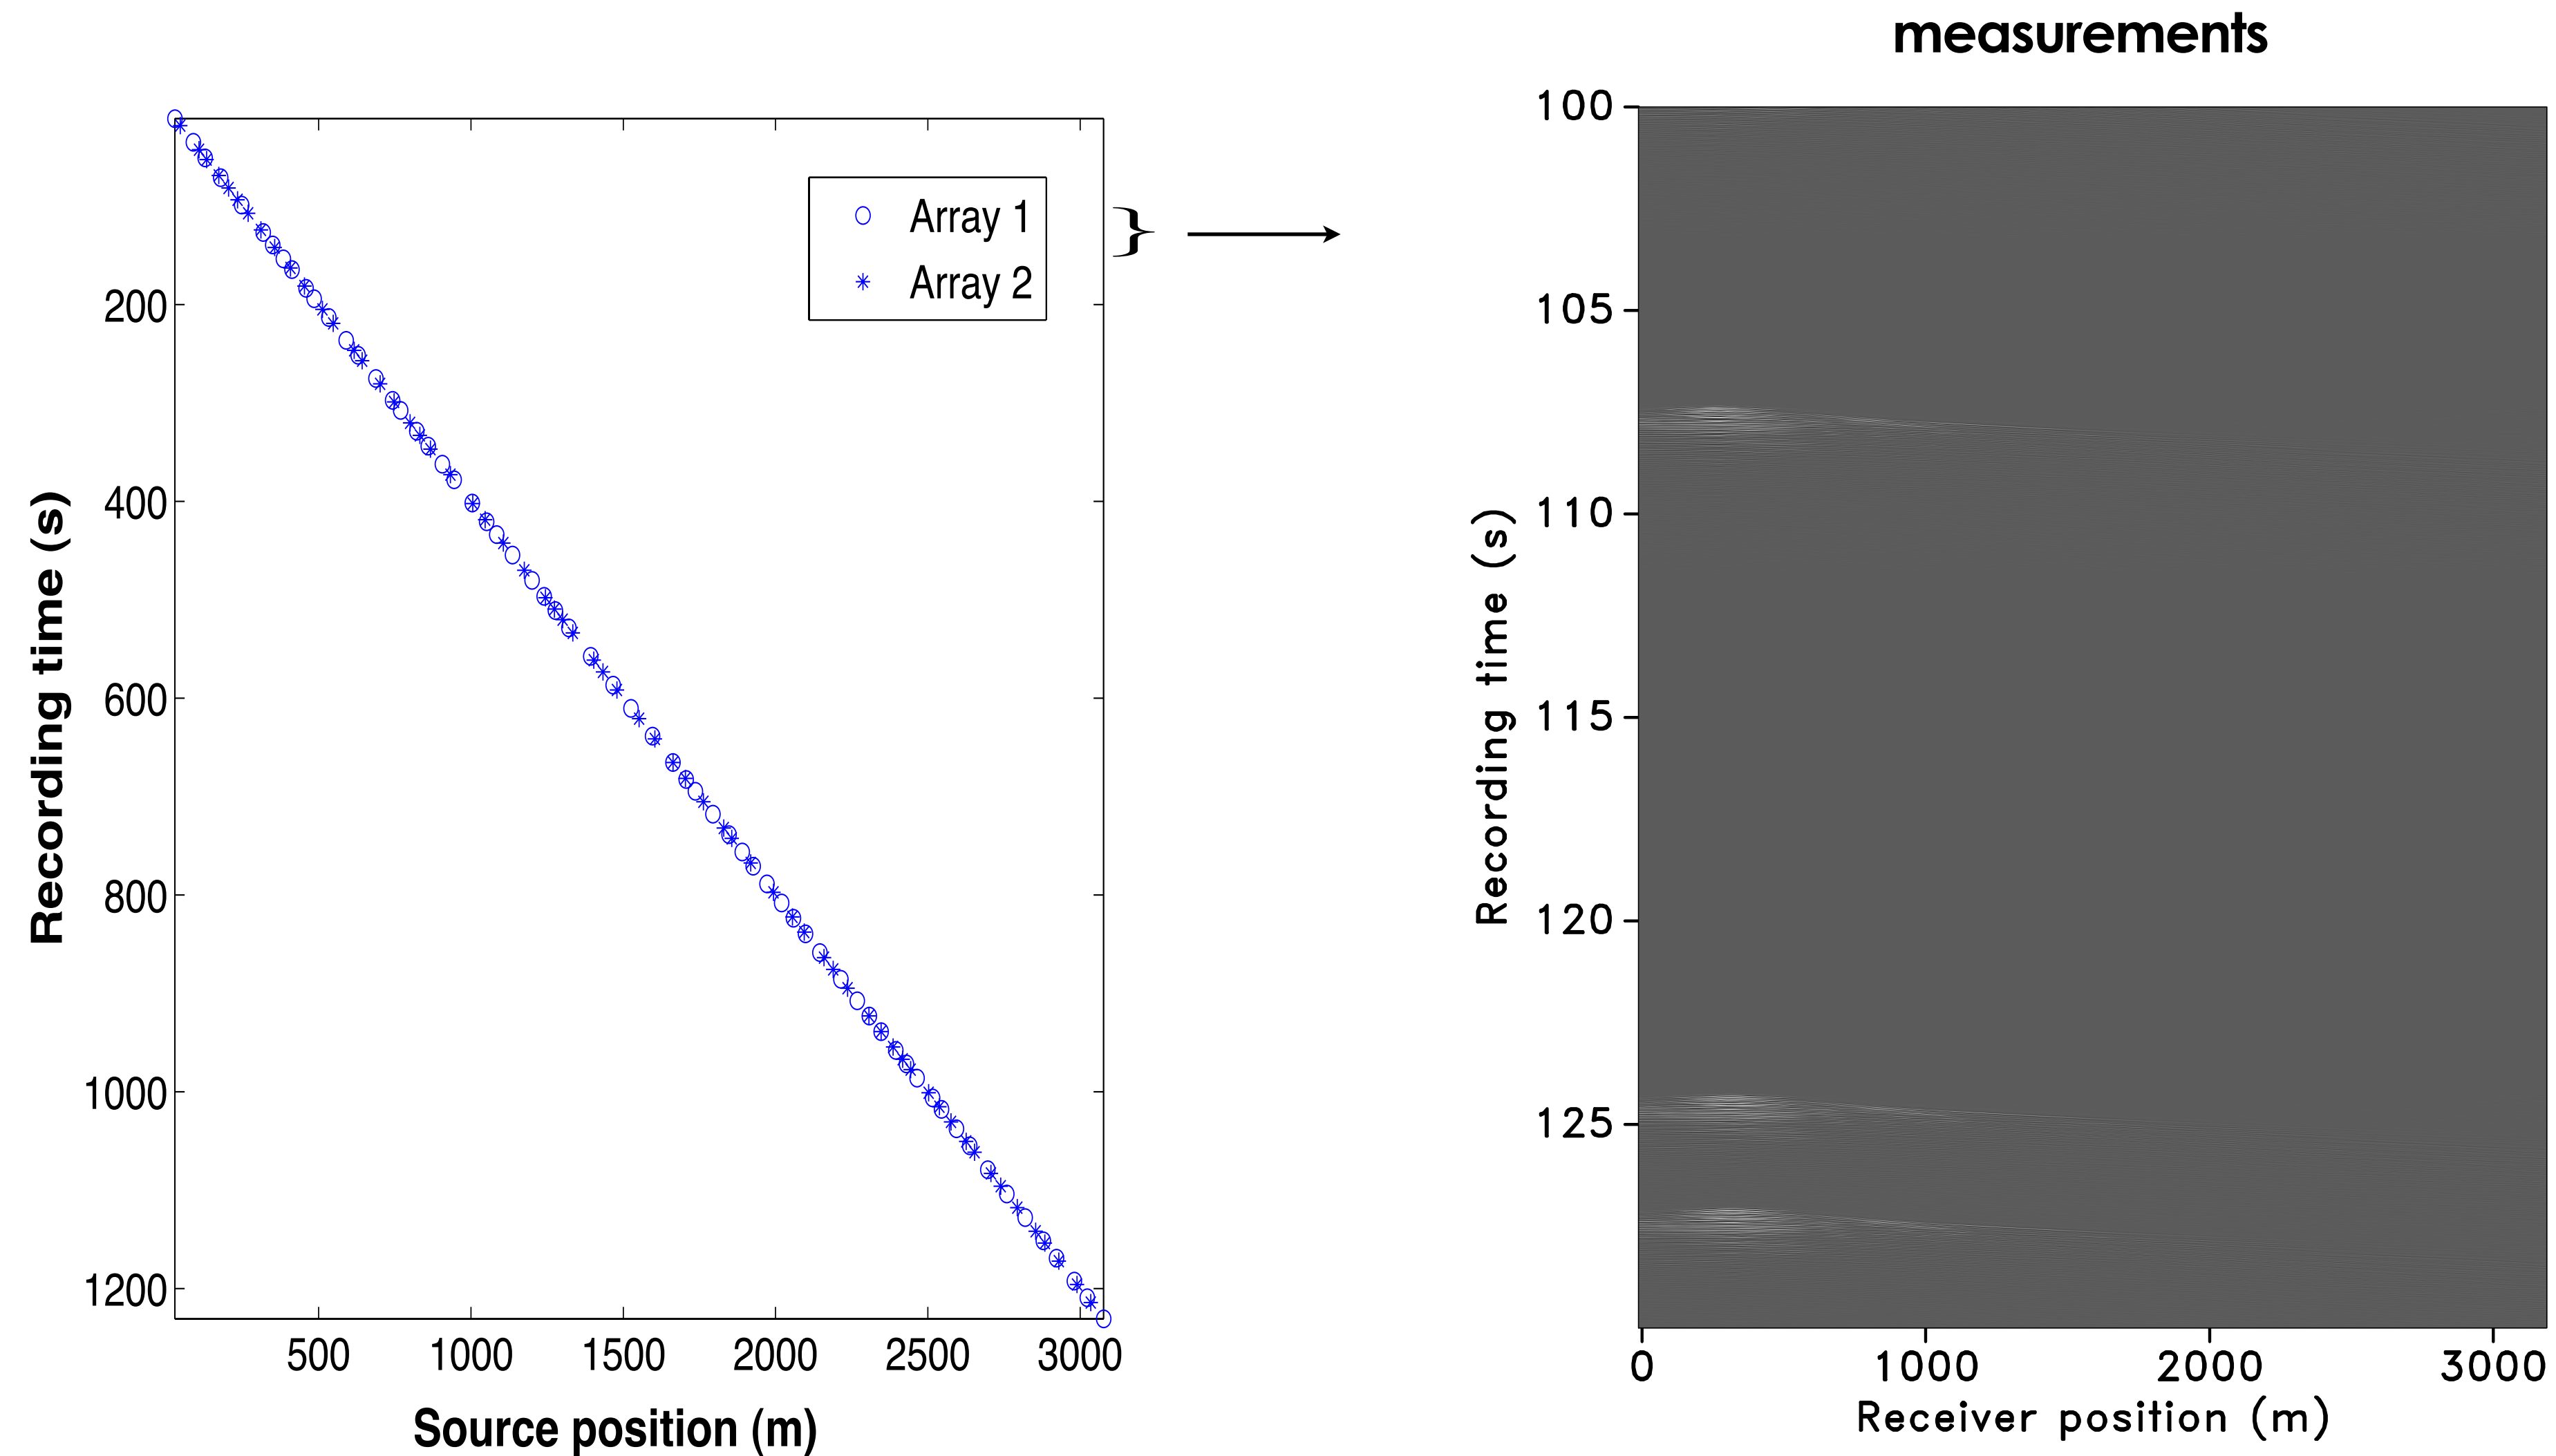 measurements
Array 1
Array 2
}
Recording time (s)
200
400
600
800
1000
1200
500 1000 1500 2000 2500 3000
Source position (m)
Recording time (s)
100
105
110
115
120
125
0 1000 2000 3000
Receiver position (m)